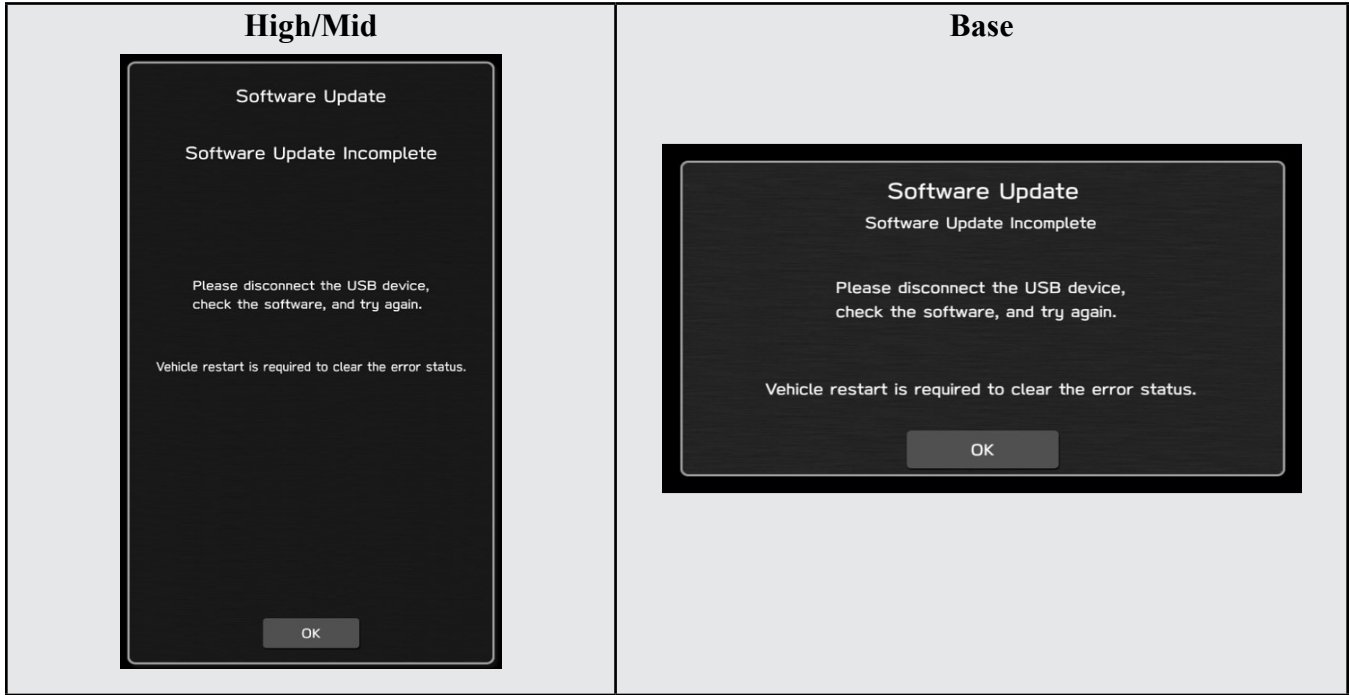 High/Mid
Software Update
Software Update Incomplete
Please disconnect the USB device,
check the software, and try again.
Vehicle restart is required to clear the error status.
OK
Base
Software Update
Software Update Incomplete
Please disconnect the USB device,
check the software, and try again.
Vehicle restart is required to clear the error status.
OK